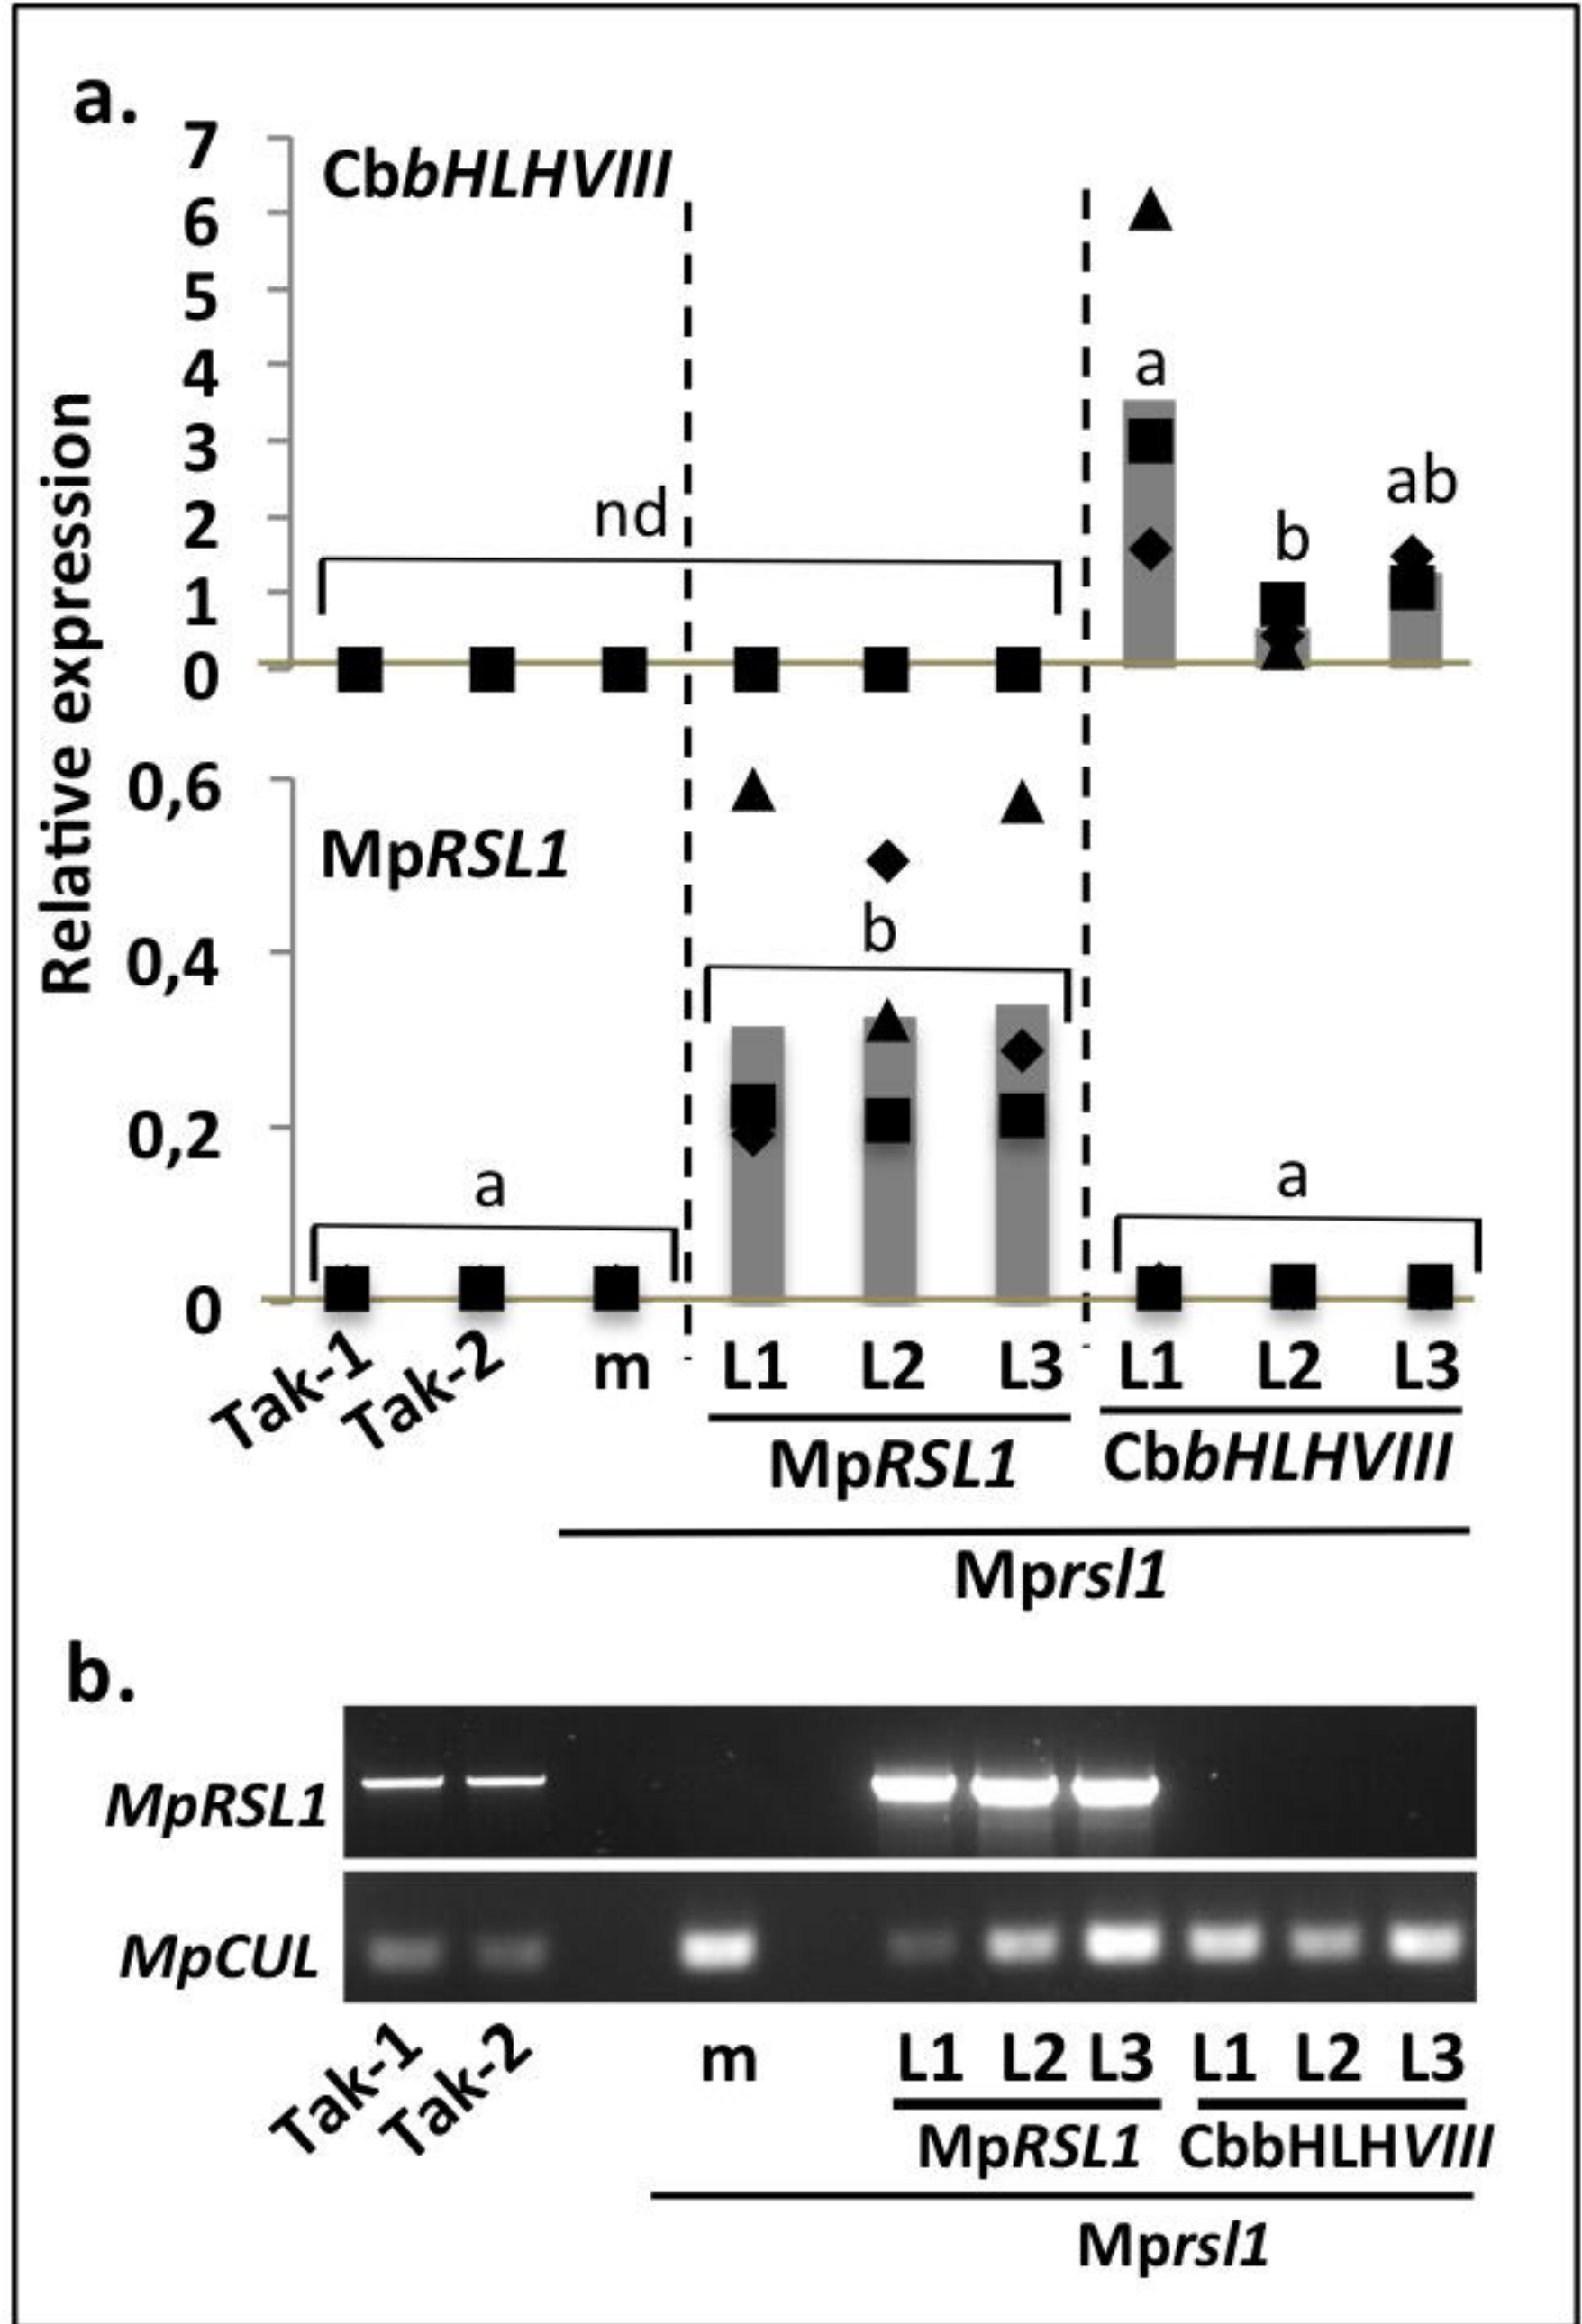 a.
7
CbbHLHVIII
6
5
4
a
3
ab
2
nd
b
1
0
Relative expression
0,6
MpRSL1
0,4
b
0,2
a
a
0
Tak-1 Tak-2 m L1 L2 L3 L1 L2 L3
MpRSL1 CbbHLHVIII
Mprsl1
b.
MpRSL1
MpCUL
Tak-1 Tak-2 m L1 L2 L3 L1 L2 L3
MpRSL1 CbbHLHVIII
Mprsl1